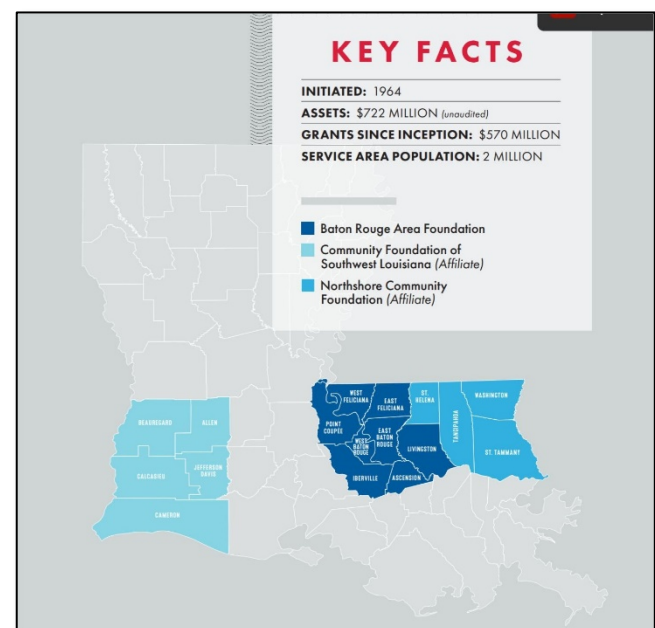 KEY FACTS
INITIATED: 1964
ASSETS: $722 MILLION (unaudited)
GRANTS SINCE INCEPTION: $570 MILLION
SERVICE AREA POPULATION: 2 MILLION
Baton Rouge Area Foundation
Community Foundation of
Southwest Louisiana (Affiliate)
Northshore Community
Foundation (Affiliate)
WEST
FELICIANA
EAST
FELICIANA
ST.
HELENA
WASHINGTON
TANGIPAHOA
BEAUREGARD
ALLEN
POINT
COUPEE
WEST
BATON
ROUGE
EAST
BATON
ROUGE
LIVINGSTON
ST. TAMMANY
CALCASIEU
JEFFERSON
DAVIS
IBERVILLE
ASCENSION
CAMERON